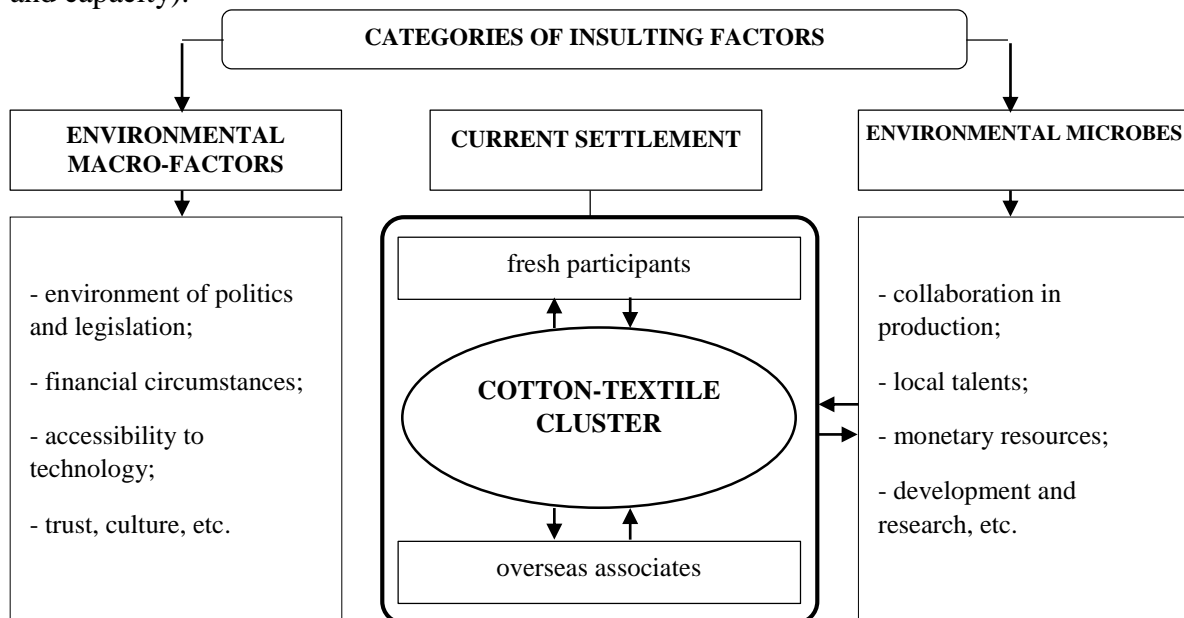 and capacity).
CATEGORIES OF INSULTING FACTORS
ENVIRONMENTAL
MACRO-FACTORS
CURRENT SETTLEMENT
ENVIRONMENTAL MICROBES
- environment of politics
and legislation;
- financial circumstances;
- accessibility to
technology;
- trust, culture, etc.
fresh participants
COTTON-TEXTILE
CLUSTER
overseas associates
- collaboration in
production;
- local talents;
- monetary resources;
- development and
research, etc.